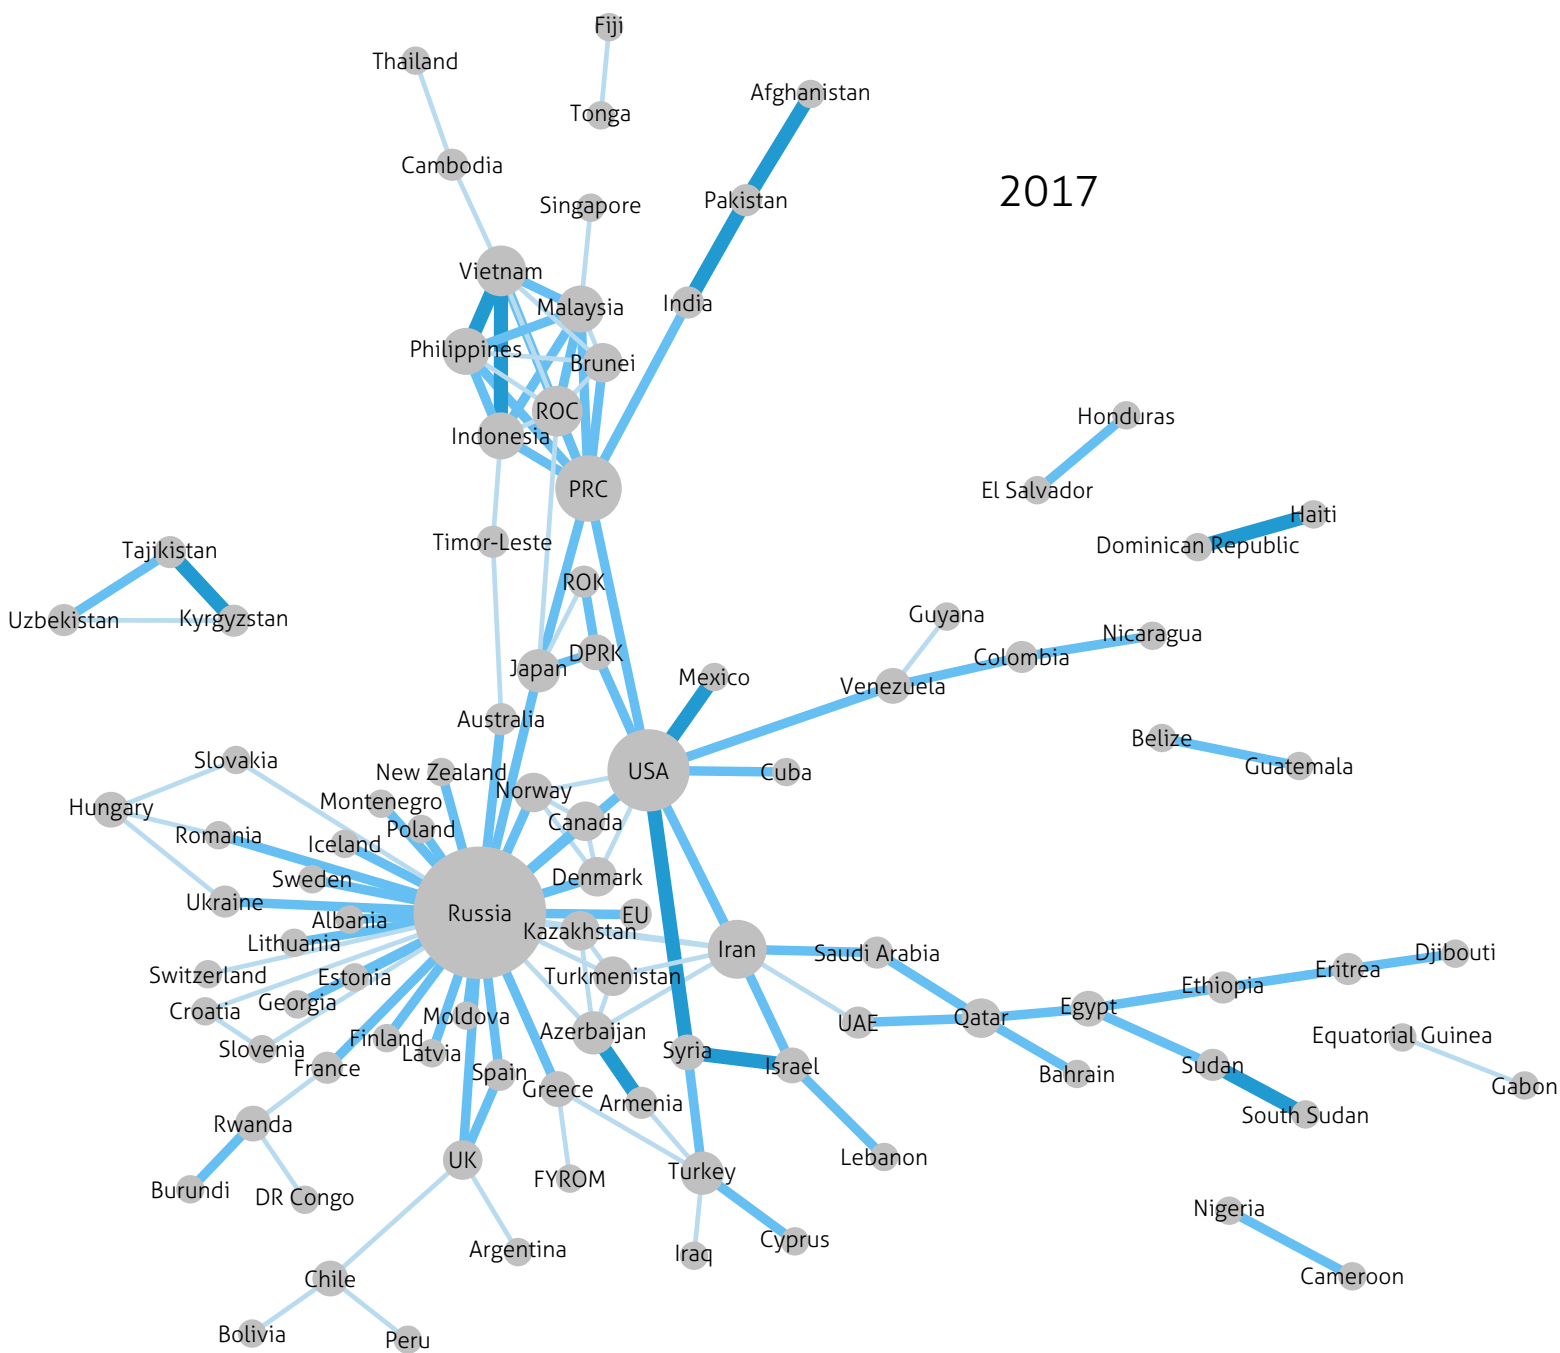 Fiji
Thailand
Afghanistan
Tonga
Cambodia
2017
Pakistan
Singapore
Vietnam
India
Malaysia
Philippines
Brunei
ROC
Honduras
Indonesia
PRC
El Salvador
Haiti
Timor-Leste
Dominican Republic
Tajikistan
ROK
Guyana
Uzbekistan
Kyrgyzstan
Nicaragua
DPRK
Colombia
Japan
Mexico
Venezuela
Australia
Belize
Slovakia
New Zealand
USA
Cuba
Guatemala
Norway
Montenegro
Hungary
Canada
Poland
Romania
Iceland
Sweden
Denmark
Ukraine
Russia
EU
Albania
Kazakhstan
Lithuania
Iran
Saudi Arabia
Djibouti
Eritrea
Switzerland
Estonia
Turkmenistan
Ethiopia
Georgia
Croatia
Moldova
Egypt
Qatar
UAE
Azerbaijan
Equatorial Guinea
Finland
Slovenia
Latvia
Syria
France
Israel
Sudan
Spain
Bahrain
Gabon
Greece
Armenia
South Sudan
Rwanda
Lebanon
UK
Turkey
FYROM
Burundi
DR Congo
Nigeria
Cyprus
Argentina
Iraq
Cameroon
Chile
Bolivia
Peru